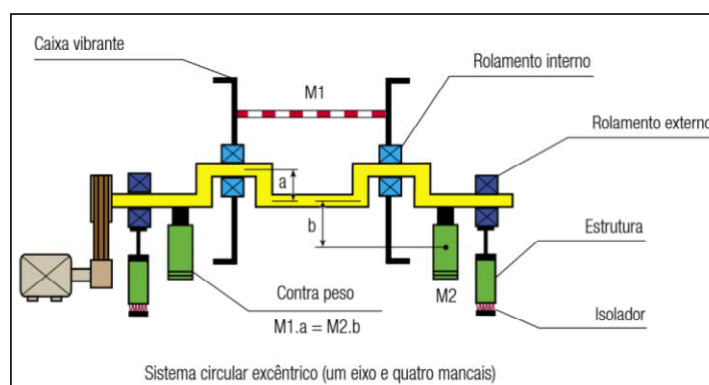 Caixa vibrante
Rolamento interno
M1
Rolamento externo
a
b
Estrutura
Contra peso
M2
M1.a = M2.b
Isolador
Sistema circular excêntrico (um eixo e quatro mancais)